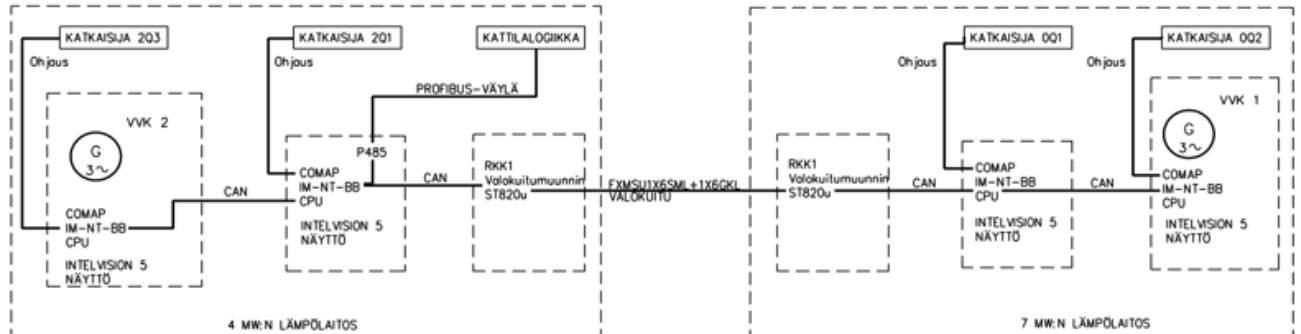 KATKAISIJA 2Q3
Ohjaus
VVK 2
G
3~
COMAP
IM-NT-BB
CPU
INTELVISION 5
NÄYTTÖ
CAN
KATKAISIJA 2Q1
Ohjaus
COMAP
IM-NT-BB
CPU
INTELVISION 5
NÄYTTÖ
P485
KATTILALOGIIKKA
PROFIBUS-VÄYLÄ
CAN
RKK1
Valokuitumuunnin
ST820u
4 MW:N LÄMPÖLAITOS
FXMSU1X6SML+1X6GKL
VALOKUITU
RKK1
Valokuitumuunnin
ST820u
CAN
KATKAISIJA 0Q1
Ohjaus
COMAP
IM-NT-BB
CPU
INTELVISION 5
NÄYTTÖ
CAN
KATKAISIJA 0Q2
Ohjaus
VVK 1
G
3~
COMAP
IM-NT-BB
CPU
INTELVISION 5
NÄYTTÖ
7 MW:N LÄMPÖLAITOS